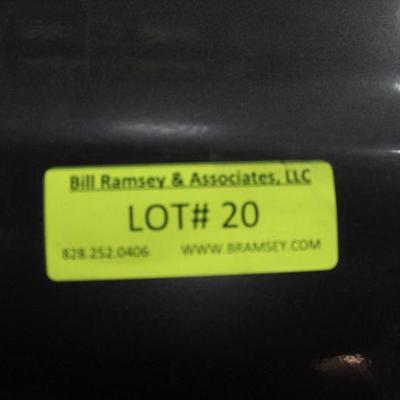 Bill Ramsey & Associates, LLC
LOT# 20
828.252.0406 WWW.BRAMSEY.COM